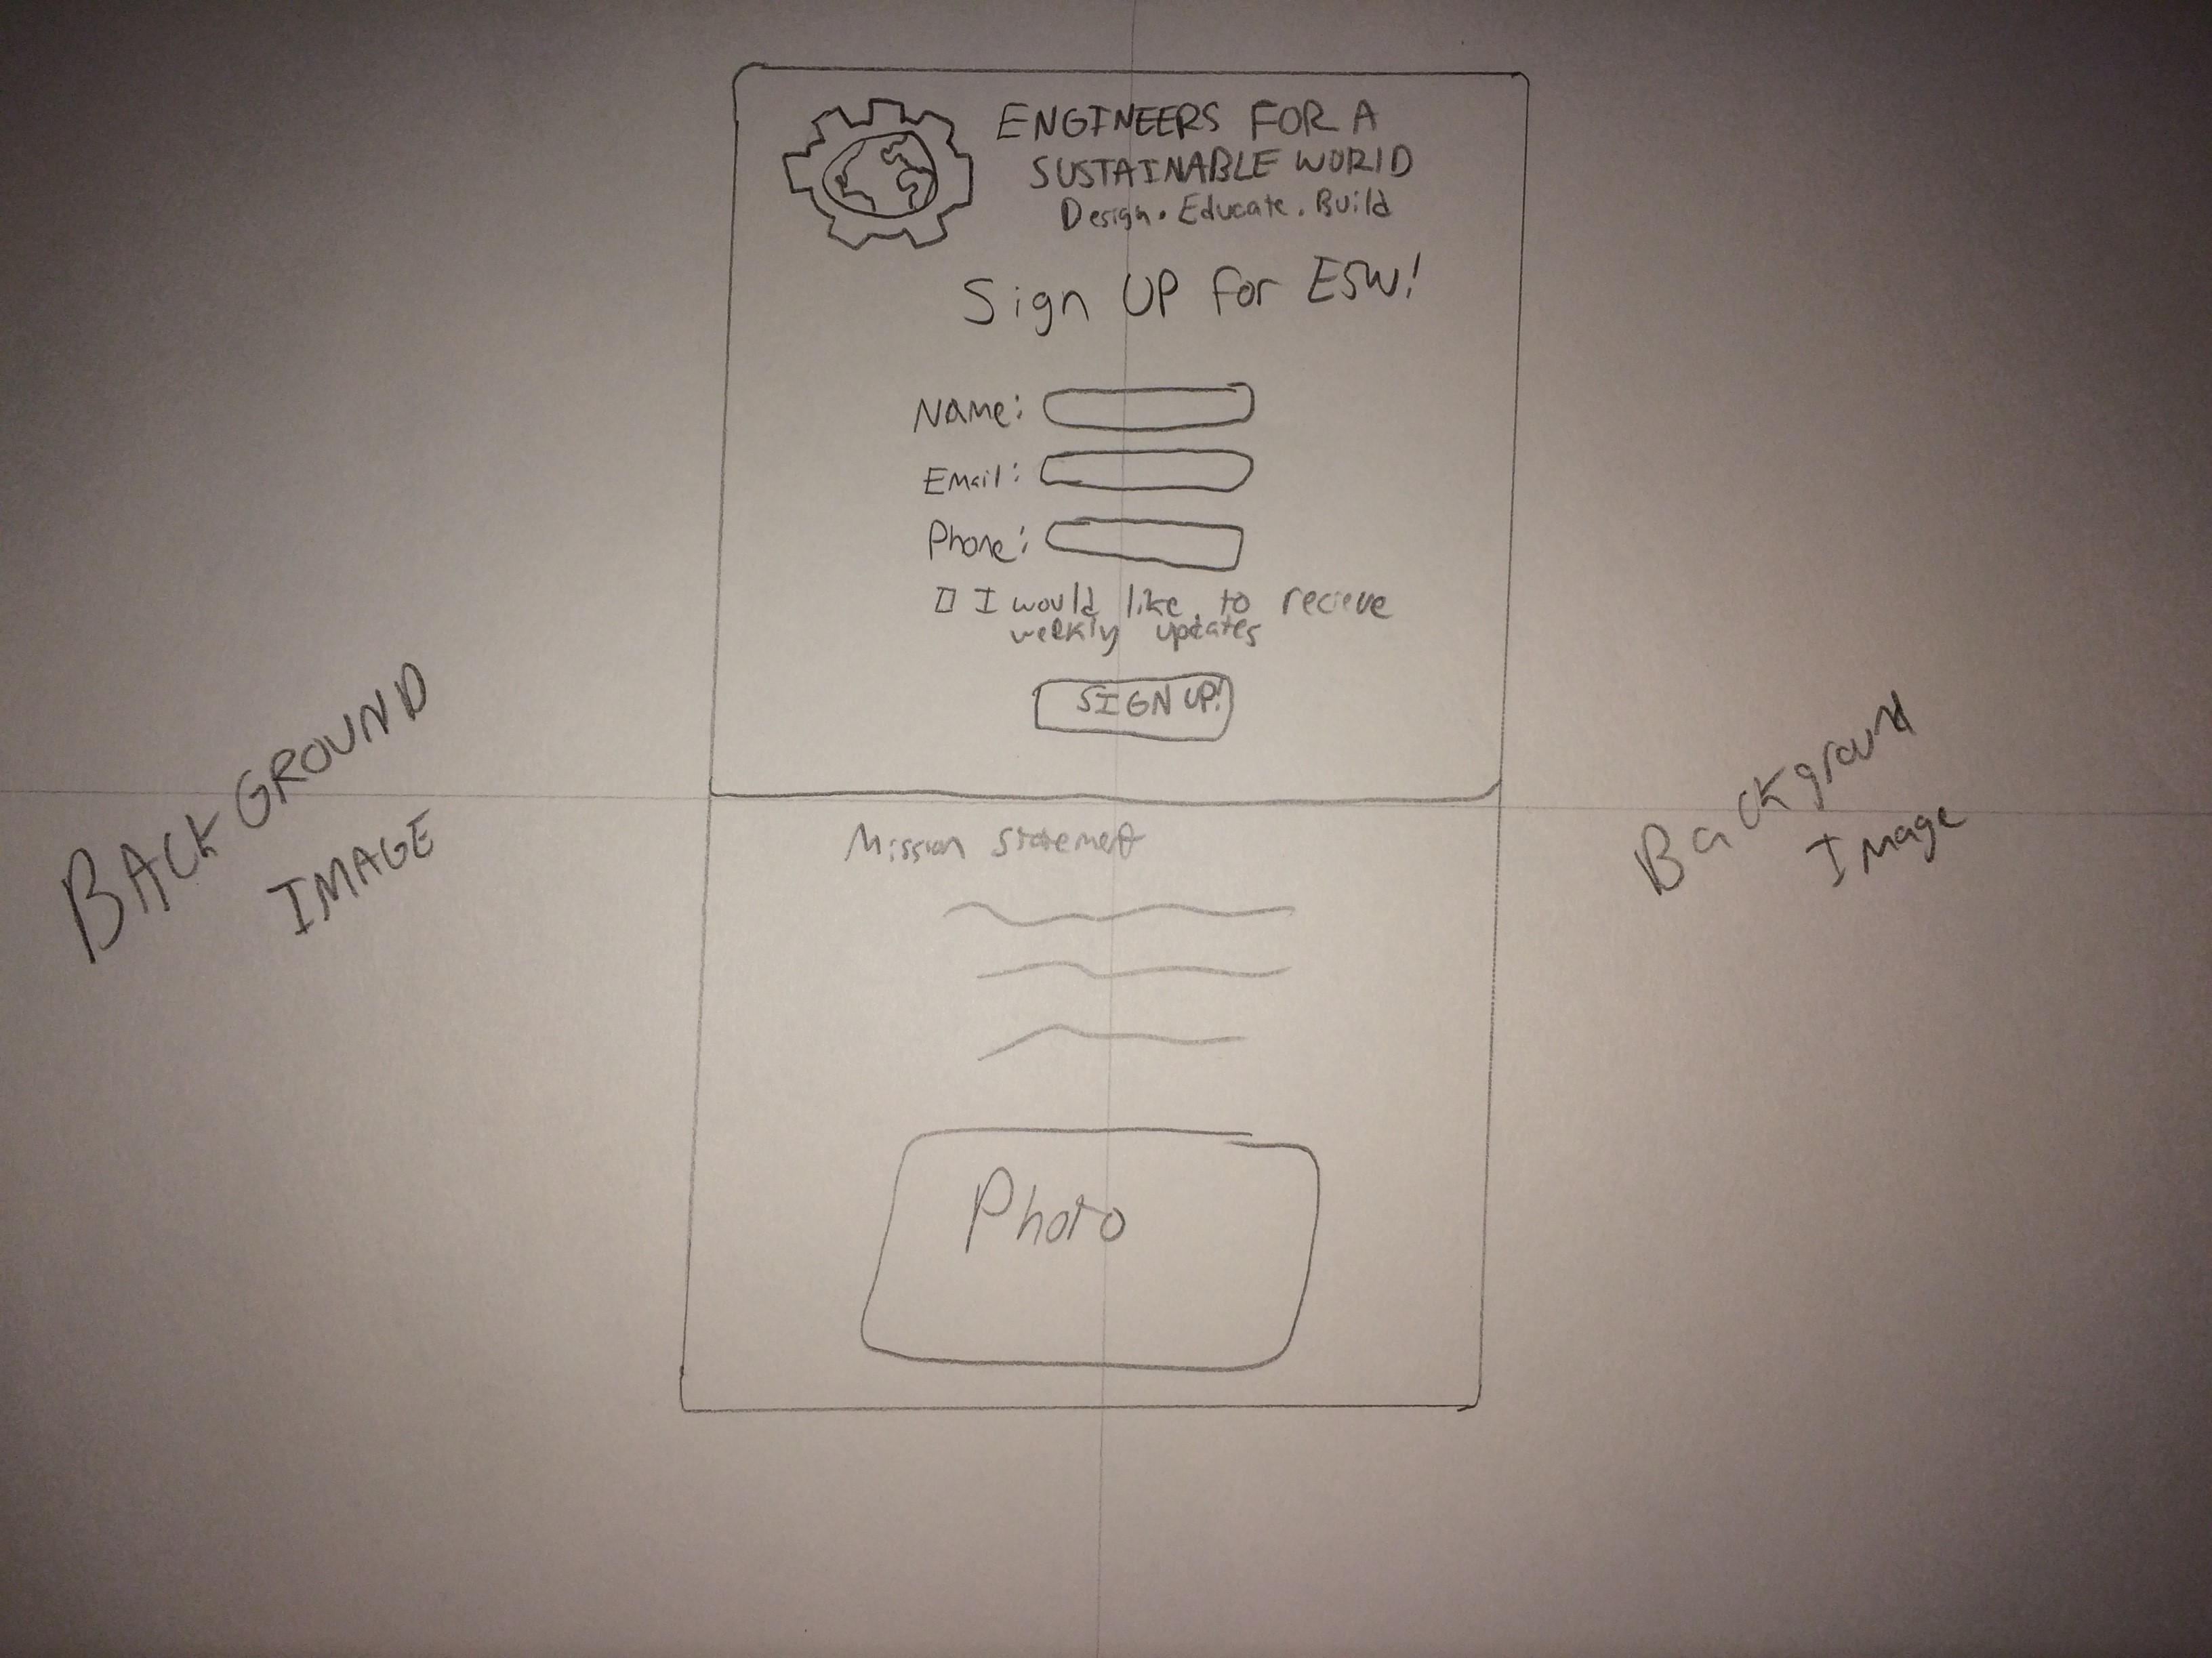 ENGINEERS FOR A
SUSTAINABLE WORLD
Design. Educate. Build
Sign UP for ESW!
Name:
Email:
Phone:
I would like to recieve
weekly updates
SIGN UP!
BACKGROUND
IMAGE
Background
Image
Mission Statement
Photo